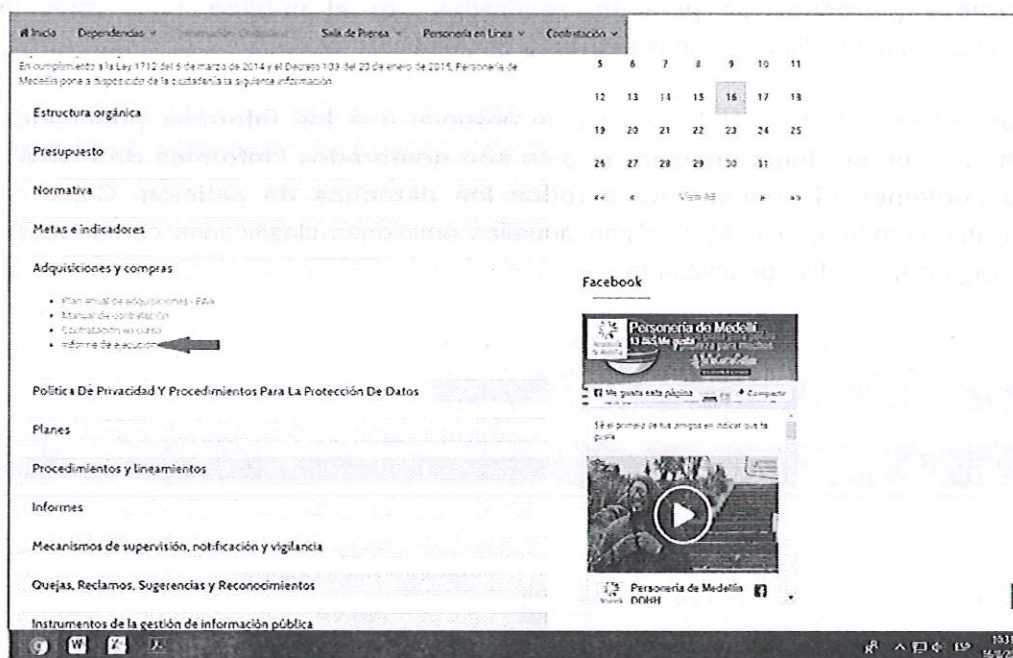 Inicio Dependencias Información Ciudadana Sala de Prensa Personería en Línea Contratación
En cumplimiento a la Ley 1712 del 6 de marzo de 2014 y el Decreto 103 del 20 de enero de 2015, Personería de
Medellín pone a disposición de la ciudadanía la siguiente información
Estructura orgánica
Presupuesto
Normativa
Metas e indicadores
Adquisiciones y compras
Plan anual de adquisiciones - PAA
Manual de contratación
Contratación en curso
Informe de ejecución
Política De Privacidad Y Procedimientos Para La Protección De Datos
Planes
Procedimientos y lineamientos
Informes
Mecanismos de supervisión, notificación y vigilancia
Quejas, Reclamos, Sugerencias y Reconocimientos
Instrumentos de la gestión de información pública
5 6 7 8 9 10 11
12 13 14 15 16 17 18
19 20 21 22 23 24 25
26 27 28 29 30 31
<< < View All > >>
Facebook
Personería de Medellí...
Me gusta
Me gusta esta página Compartir
Sé el primero de tus amigos en indicar que te
gusta
Personería de Medellín
DDHH
W
ESP